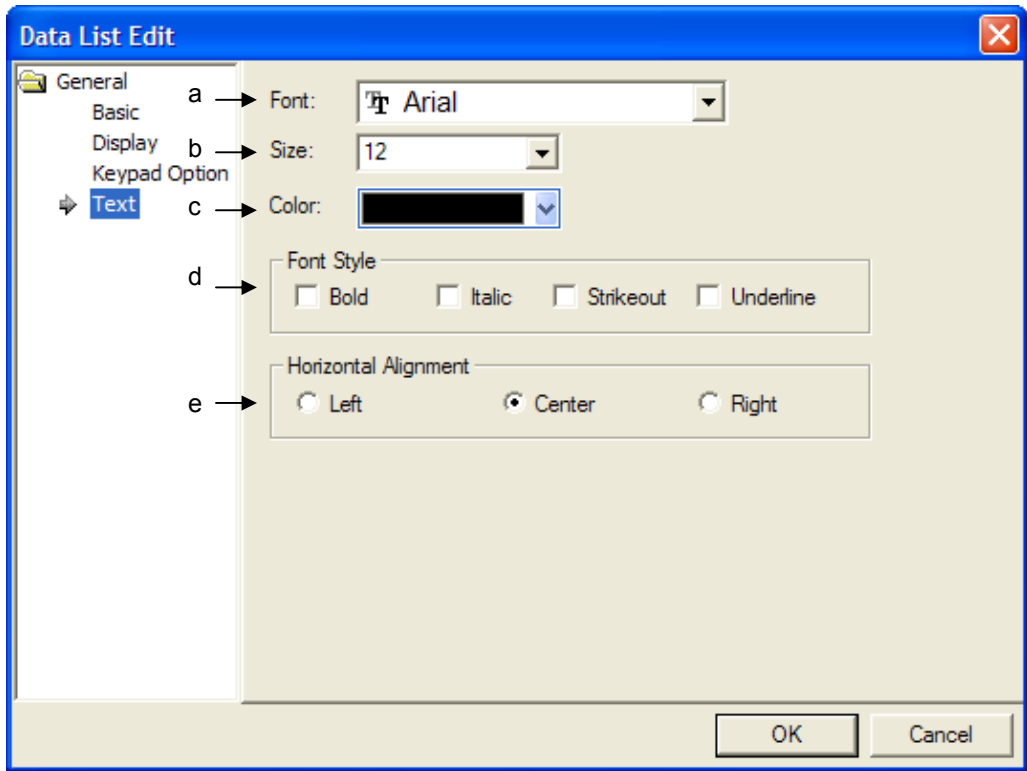 Data List Edit
General
Basic
Display
Keypad Option
Text
a Font: Arial
b Size: 12
c Color:
d Font Style
Bold Italic Strikeout Underline
Horizontal Alignment
e Left Center Right
OK Cancel